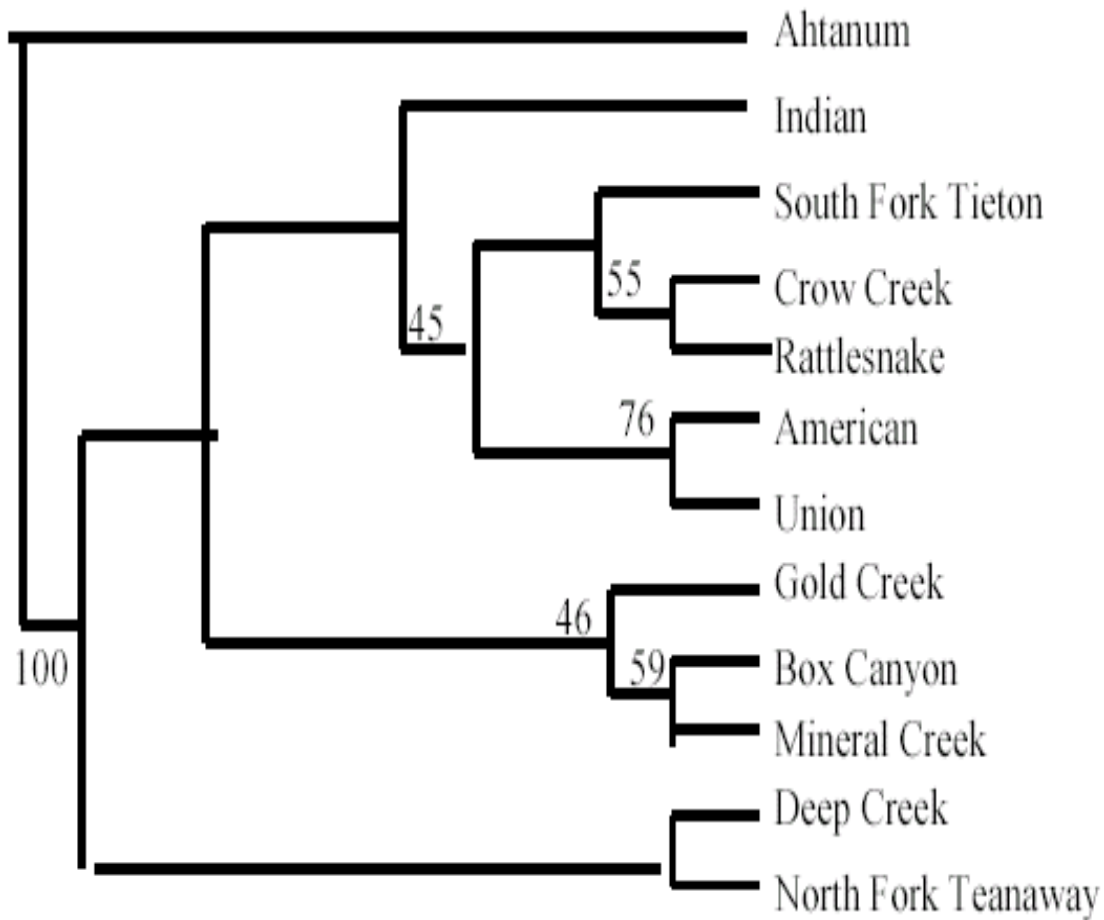 Ahtanum
Indian
South Fork Tieton
55
Crow Creek
45
Rattlesnake
76
American
Union
Gold Creek
46
100
59
Box Canyon
Mineral Creek
Deep Creek
North Fork Teanaway